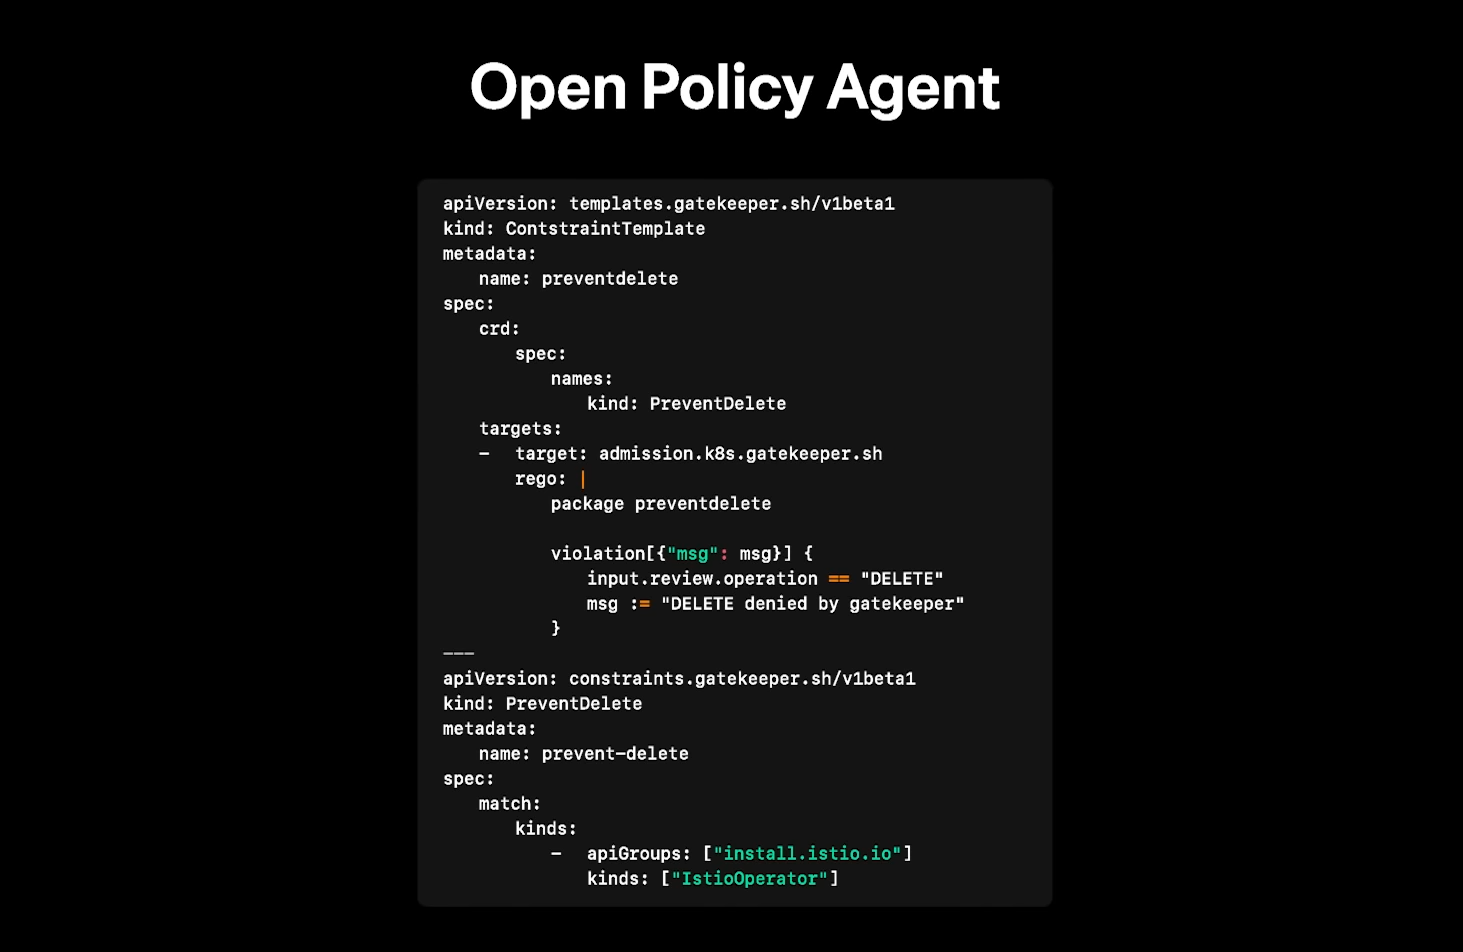 Open Policy Agent
apiVersion: templates.gatekeeper.sh/v1beta1
kind: ContstraintTemplate
metadata:
name: preventdelete
spec:
crd:
spec:
names:
kind: PreventDelete
targets:
- target: admission.k8s.gatekeeper.sh
rego: |
package preventdelete
violation[{"msg": msg}] {
input.review.operation == "DELETE"
msg := "DELETE denied by gatekeeper"
}
---
apiVersion: constraints.gatekeeper.sh/v1beta1
kind: PreventDelete
metadata:
name: prevent-delete
spec:
match:
kinds:
- apiGroups: ["install.istio.io"]
kinds: ["IstioOperator"]